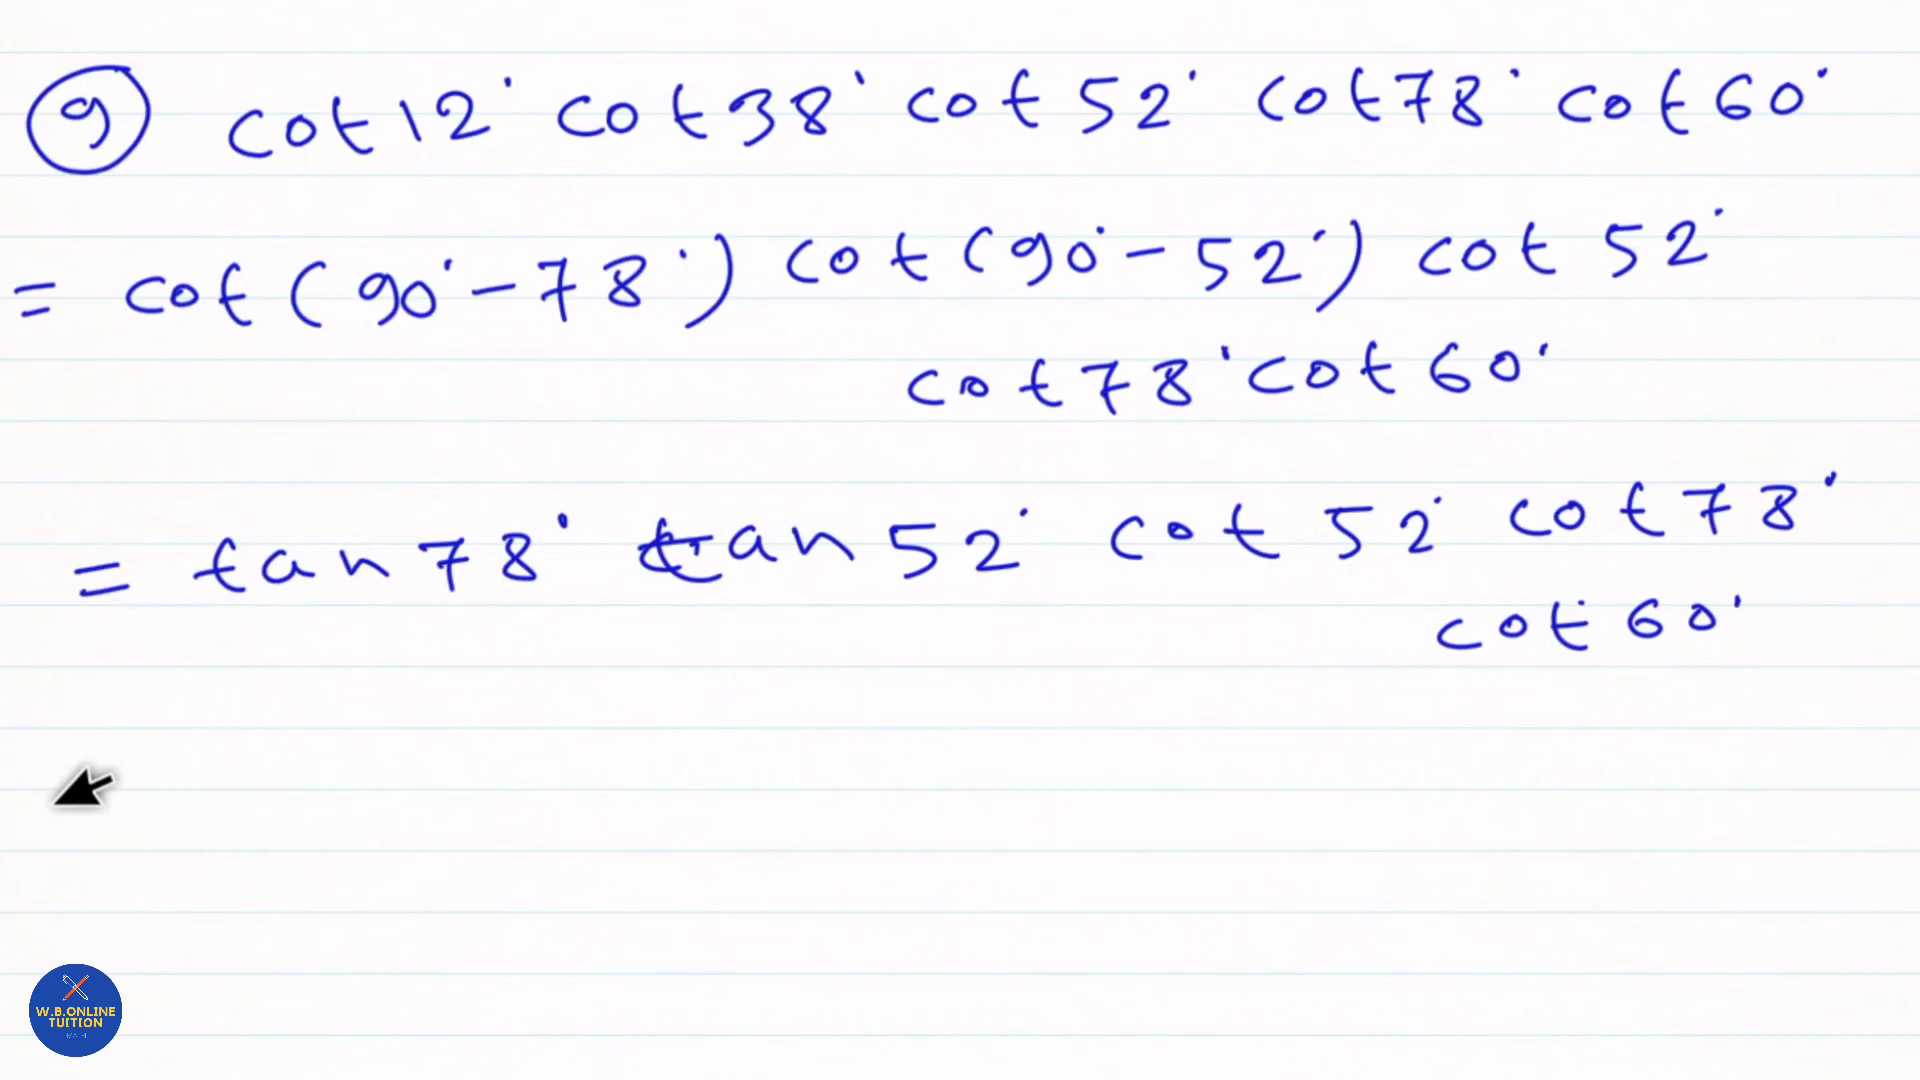 9 cot 12° cot 38° cot 52° cot 78° cot 60°
= cot (90° - 78°) cot (90° - 52°) cot 52°
cot 78° cot 60°
= tan 78° tan 52° cot 52° cot 78°
cot 60°
W.B.ONLINE
TUITION
MATH